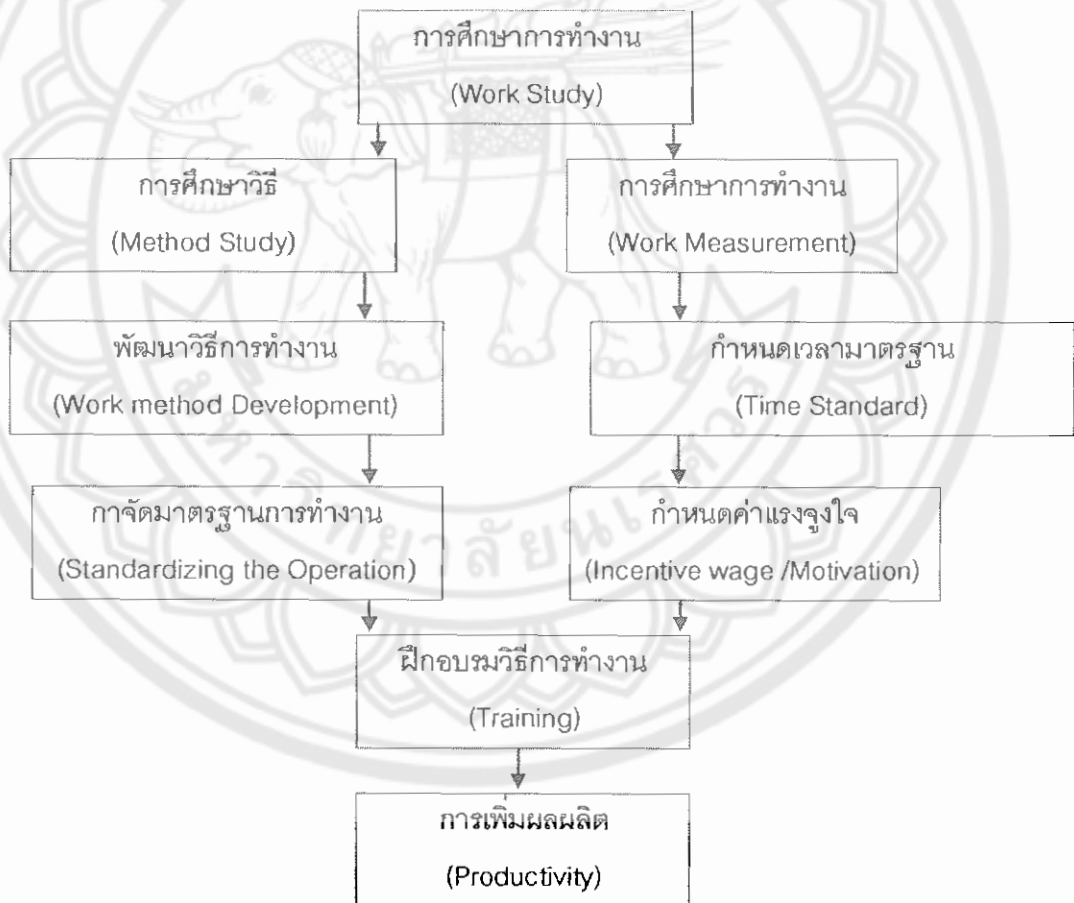 การศึกษาการทำงาน
(Work Study)
การศึกษาวิธี
(Method Study)
การศึกษาการทำงาน
(Work Measurement)
พัฒนาวิธีการทำงาน
(Work method Development)
กำหนดเวลามาตรฐาน
(Time Standard)
กาจัดมาตรฐานการทำงาน
(Standardizing the Operation)
กำหนดค่าแรงจูงใจ
(Incentive wage /Motivation)
ฝึกอบรมวิธีการทำงาน
(Training)
การเพิ่มผลผลิต
(Productivity)